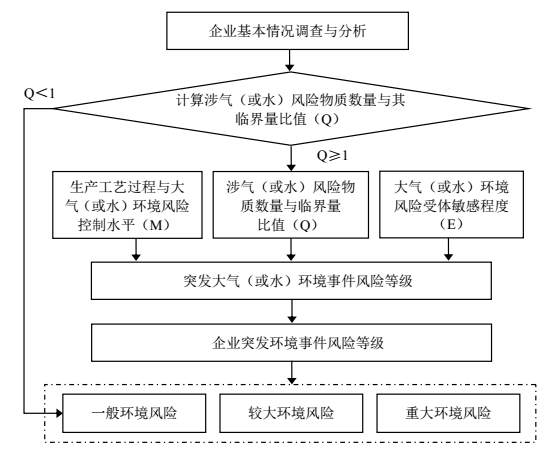 企业基本情况调查与分析
Q＜1
计算涉气（或水）风险物质数量与其
临界量比值（Q）
Q≥1
生产工艺过程与大
气（或水）环境风险
控制水平（M）
涉气（或水）风险物
质数量与临界量
比值（Q）
大气（或水）环境
风险受体敏感程度
（E）
突发大气（或水）环境事件风险等级
企业突发环境事件风险等级
一般环境风险
较大环境风险
重大环境风险